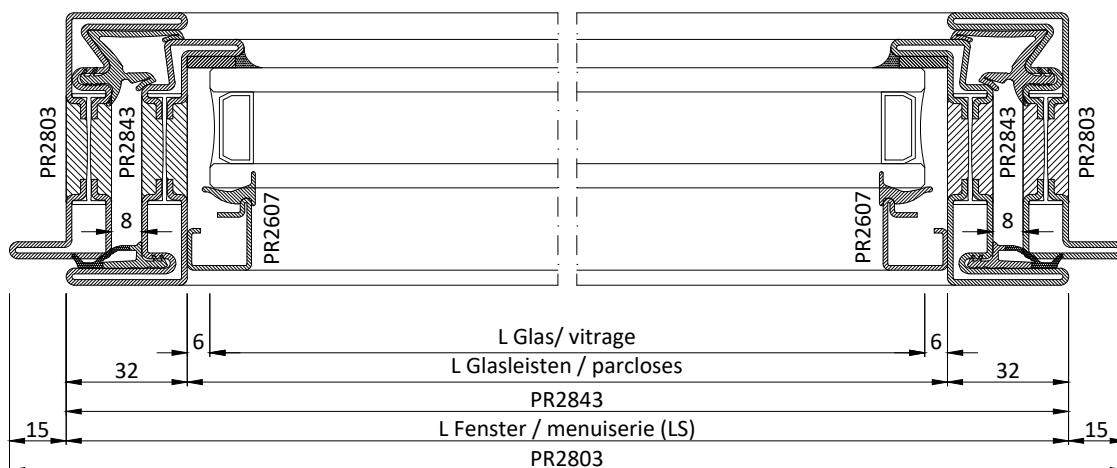 PR2803
PR2843
PR2607
PR2607
PR2843
PR2803
8
8
6
L Glas/ vitrage
6
32
L Glasleisten / parcloses
32
PR2843
15
L Fenster / menuiserie (LS)
15
PR2803